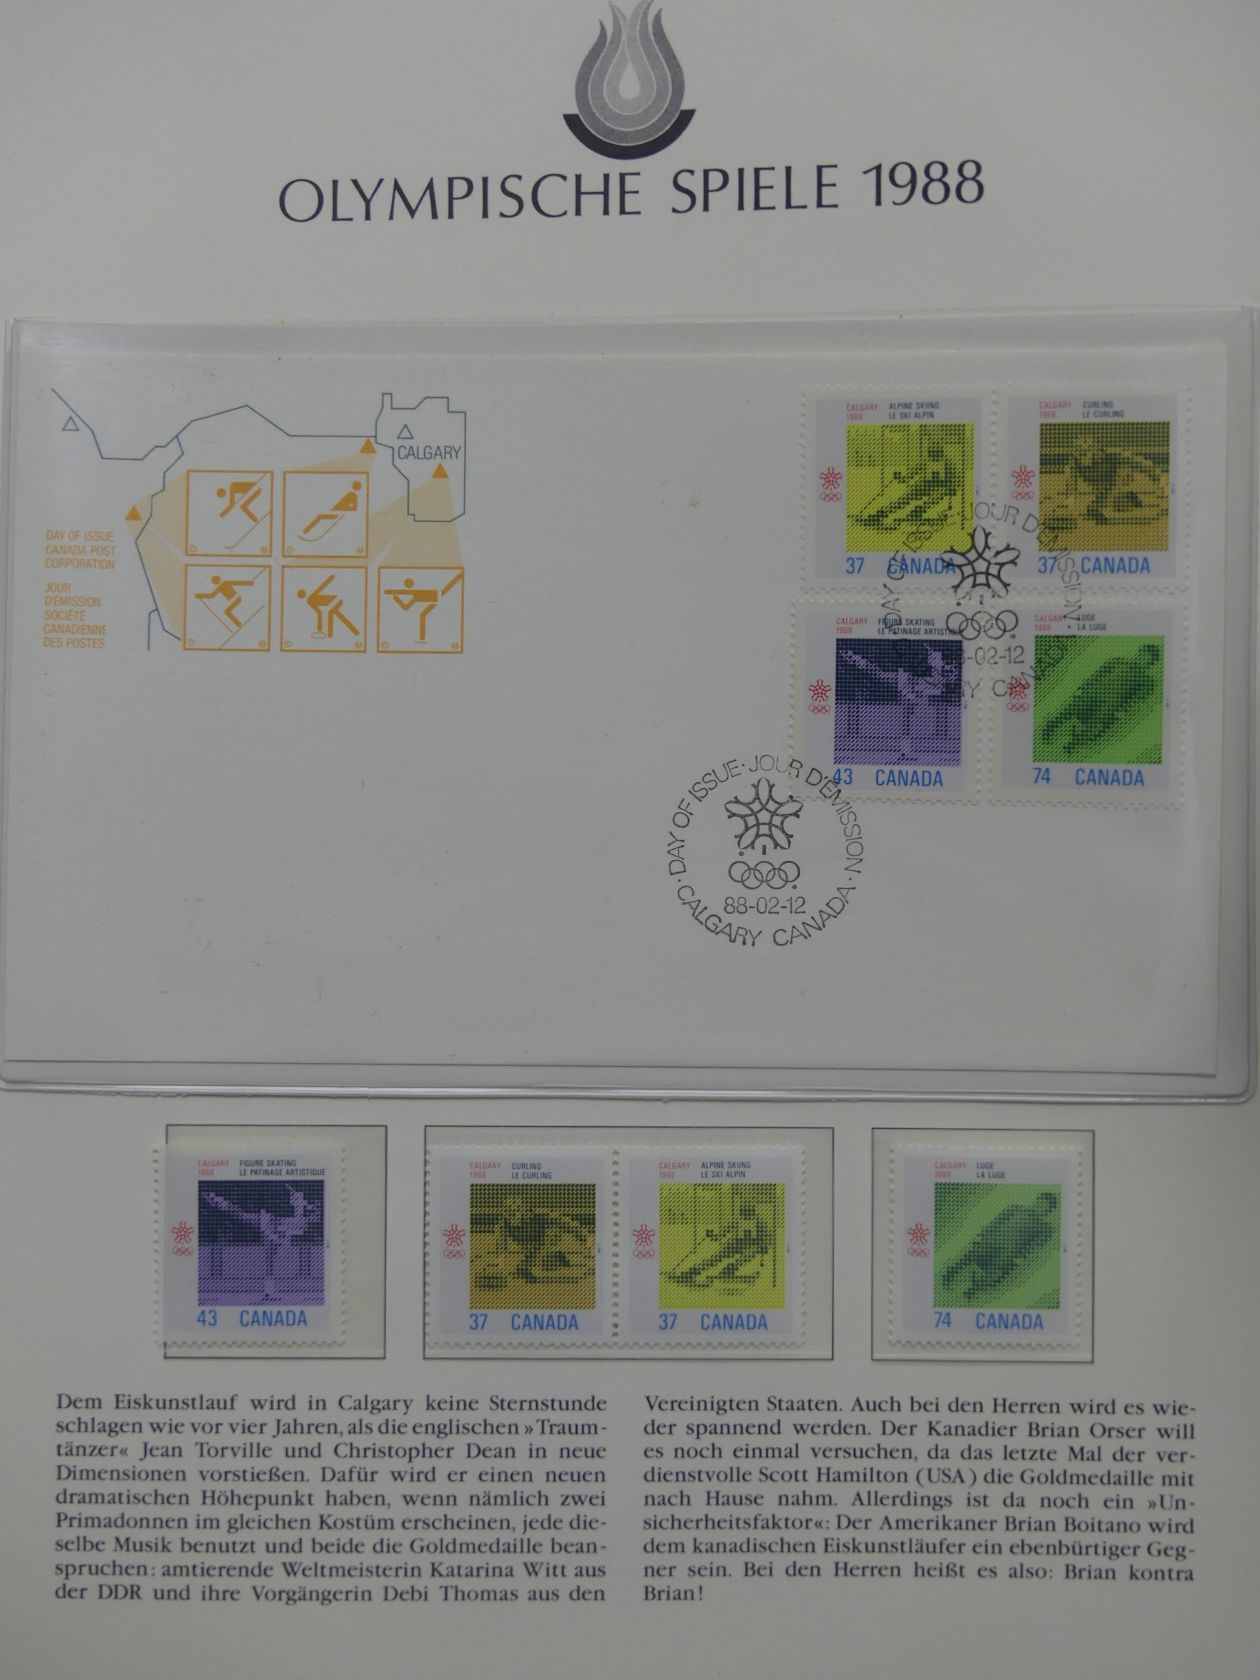 OLYMPISCHE SPIELE 1988
CALGARY
DAY OF ISSUE
CANADA POST
CORPORATION
JOUR
D'ÉMISSION
SOCIÉTÉ
CANADIENNE
DES POSTES
CALGARY 1988
ALPINE SKIING
LE SKI ALPIN
37 CANADA
CALGARY 1988
CURLING
LE CURLING
37 CANADA
CALGARY 1988
FIGURE SKATING
LE PATINAGE ARTISTIQUE
43 CANADA
CALGARY 1988
LUGE
LA LUGE
74 CANADA
DAY OF ISSUE · JOUR D'ÉMISSION
-02-12
CANADA
· DAY OF ISSUE · JOUR D'ÉMISSION ·
88-02-12
CALGARY CANADA
CALGARY 1988
FIGURE SKATING
LE PATINAGE ARTISTIQUE
43 CANADA
CALGARY 1988
CURLING
LE CURLING
37 CANADA
CALGARY 1988
ALPINE SKIING
LE SKI ALPIN
37 CANADA
CALGARY 1988
LUGE
LA LUGE
74 CANADA
Dem Eiskunstlauf wird in Calgary keine Sternstunde
schlagen wie vor vier Jahren, als die englischen »Traum-
tänzer« Jean Torville und Christopher Dean in neue
Dimensionen vorstießen. Dafür wird er einen neuen
dramatischen Höhepunkt haben, wenn nämlich zwei
Primadonnen im gleichen Kostüm erscheinen, jede die-
selbe Musik benutzt und beide die Goldmedaille bean-
spruchen: amtierende Weltmeisterin Katarina Witt aus
der DDR und ihre Vorgängerin Debi Thomas aus den
Vereinigten Staaten. Auch bei den Herren wird es wie-
der spannend werden. Der Kanadier Brian Orser will
es noch einmal versuchen, da das letzte Mal der ver-
dienstvolle Scott Hamilton (USA) die Goldmedaille mit
nach Hause nahm. Allerdings ist da noch ein »Un-
sicherheitsfaktor«: Der Amerikaner Brian Boitano wird
dem kanadischen Eiskunstläufer ein ebenbürtiger Geg-
ner sein. Bei den Herren heißt es also: Brian kontra
Brian!